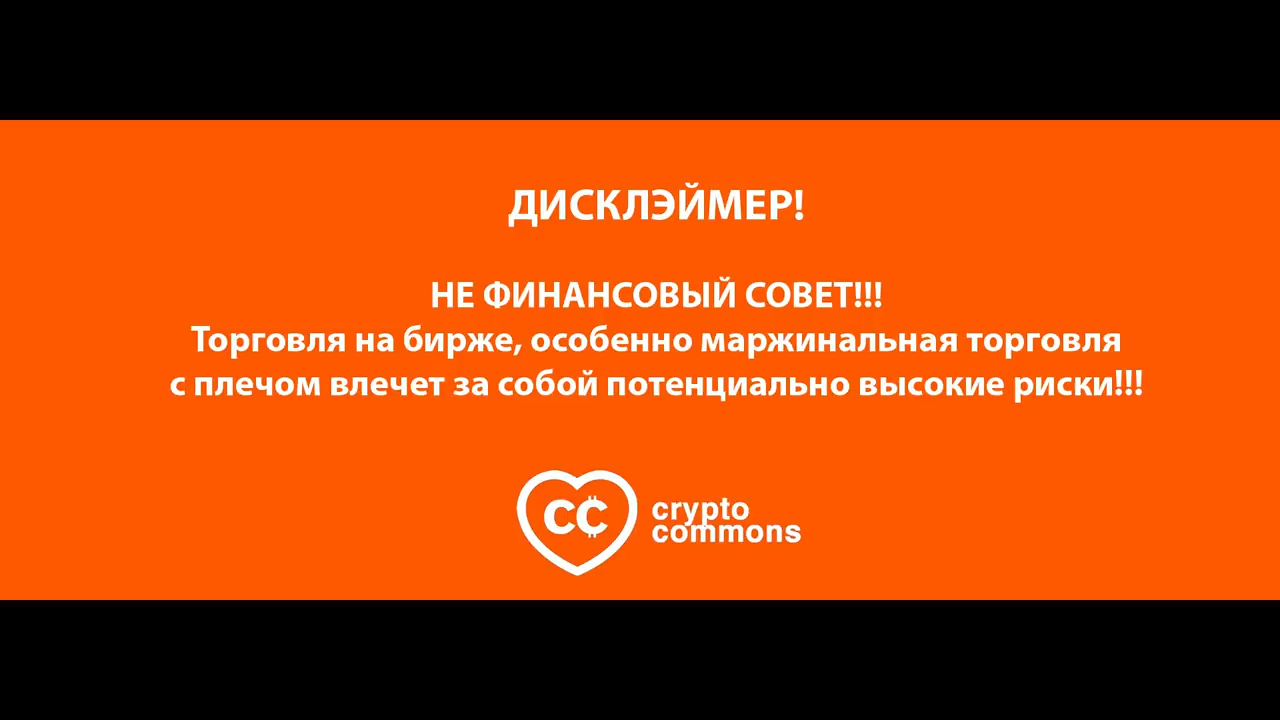 ДИСКЛЭЙМЕР!
НЕ ФИНАНСОВЫЙ СОВЕТ!!!
Торговля на бирже, особенно маржинальная торговля
с плечом влечет за собой потенциально высокие риски!!!
c₵
crypto
commons